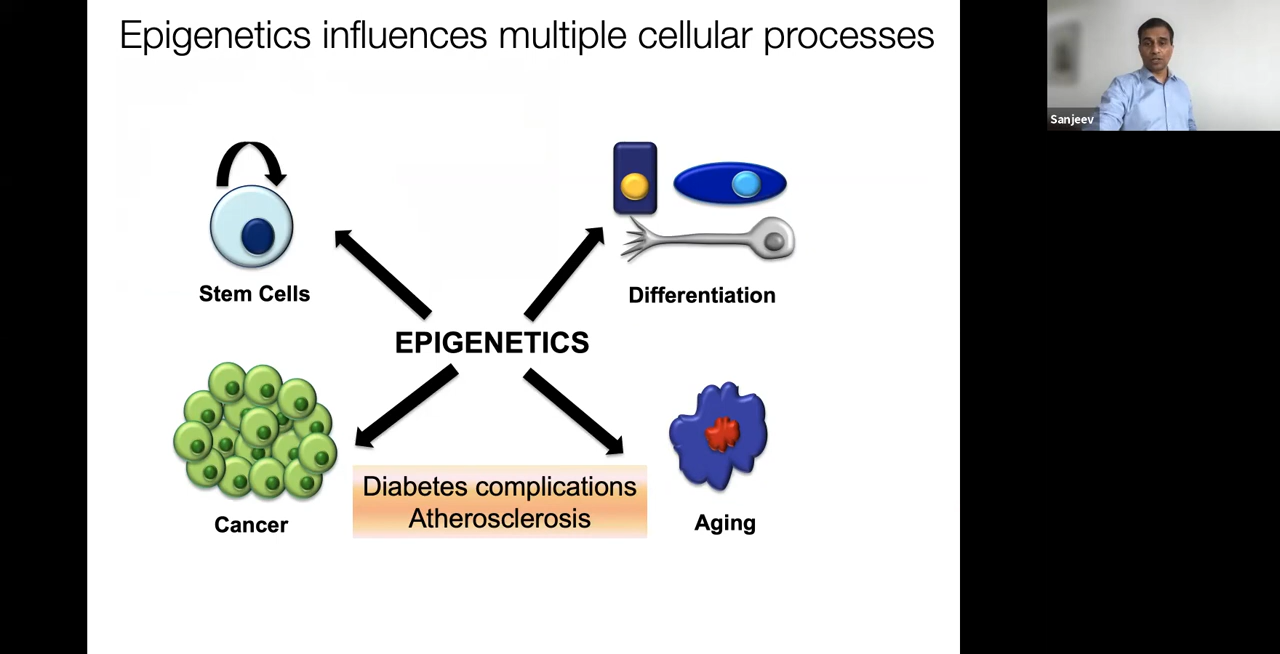 Epigenetics influences multiple cellular processes
Sanjeev
Stem Cells
Differentiation
EPIGENETICS
Diabetes complications
Atherosclerosis
Cancer
Aging